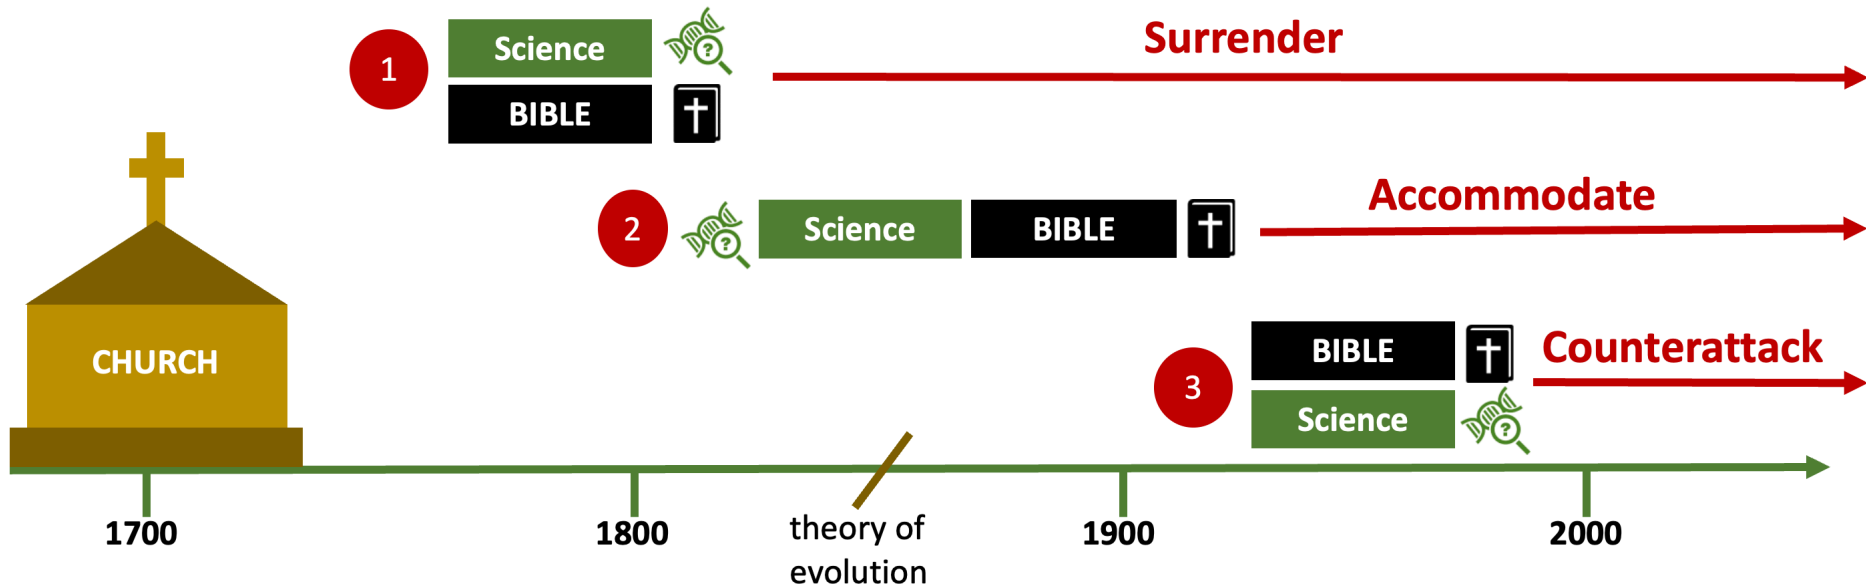 1
Science
?
BIBLE
Surrender
2
?
Science
BIBLE
Accommodate
3
BIBLE
Science
?
Counterattack
CHURCH
1700
1800
theory of
evolution
1900
2000